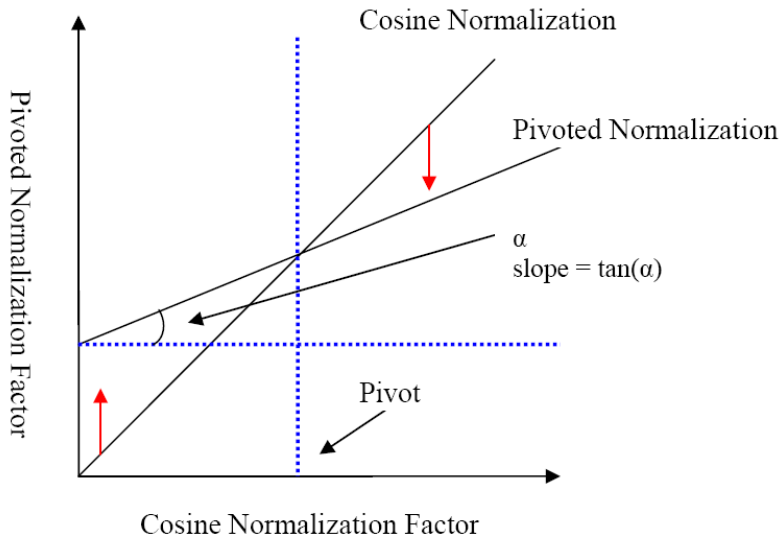 Cosine Normalization
Pivoted Normalization
α
slope = tan(α)
Pivot
Pivoted Normalization Factor
Cosine Normalization Factor